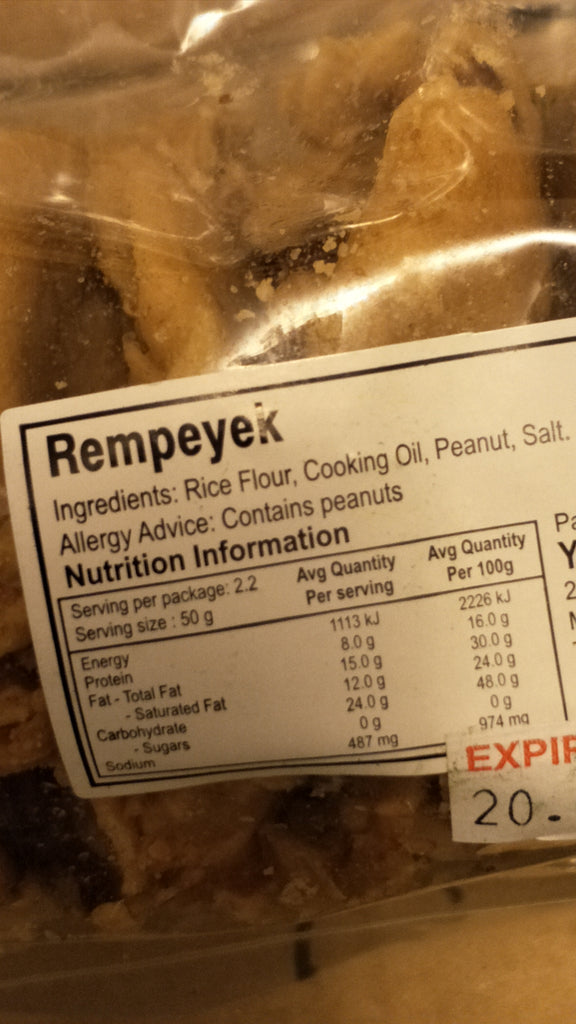 Rempeyek
Ingredients: Rice Flour, Cooking Oil, Peanut, Salt.
Allergy Advice: Contains peanuts
Nutrition Information
Serving per package: 2.2
Serving size : 50 g
Avg Quantity Per serving
Avg Quantity Per 100g
Energy 1113 kJ 2226 kJ
Protein 8.0 g 16.0 g
Fat - Total Fat 15.0 g 30.0 g
- Saturated Fat 12.0 g 24.0 g
Carbohydrate 24.0 g 48.0 g
- Sugars 0 g 0 g
Sodium 487 mg 974 mg
20.